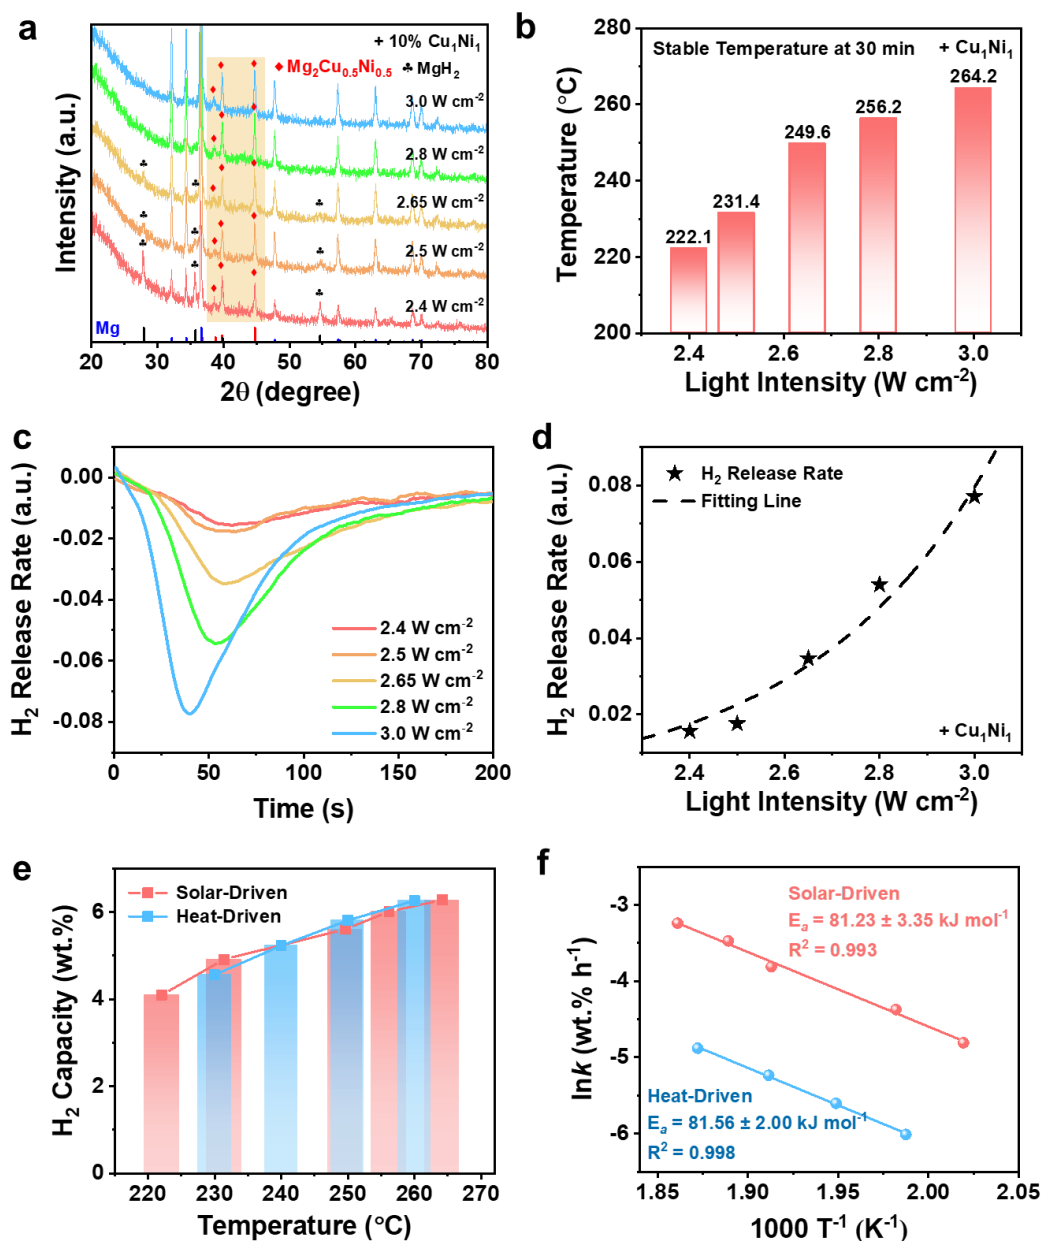 a
Intensity (a.u.)
+ 10% Cu₁Ni₁
♦ Mg₂Cu₀.₅Ni₀.₅ ♣ MgH₂
3.0 W cm⁻²
2.8 W cm⁻²
2.65 W cm⁻²
2.5 W cm⁻²
2.4 W cm⁻²
Mg
20 30 40 50 60 70 80
2θ (degree)
b
Temperature (°C)
280
260
240
220
200
Stable Temperature at 30 min + Cu₁Ni₁
222.1
231.4
249.6
256.2
264.2
2.4 2.6 2.8 3.0
Light Intensity (W cm⁻²)
c
H₂ Release Rate (a.u.)
0.00
-0.02
-0.04
-0.06
-0.08
2.4 W cm⁻²
2.5 W cm⁻²
2.65 W cm⁻²
2.8 W cm⁻²
3.0 W cm⁻²
0 50 100 150 200
Time (s)
d
H₂ Release Rate (a.u.)
0.08
0.06
0.04
0.02
★ H₂ Release Rate
Fitting Line
+ Cu₁Ni₁
2.4 2.6 2.8 3.0
Light Intensity (W cm⁻²)
e
H₂ Capacity (wt.%)
6
4
2
0
Solar-Driven
Heat-Driven
220 230 240 250 260 270
Temperature (°C)
f
lnk (wt.% h⁻¹)
-3
-4
-5
-6
Solar-Driven
Eₐ = 81.23 ± 3.35 kJ mol⁻¹
R² = 0.993
Heat-Driven
Eₐ = 81.56 ± 2.00 kJ mol⁻¹
R² = 0.998
1.85 1.90 1.95 2.00 2.05
1000 T⁻¹ (K⁻¹)